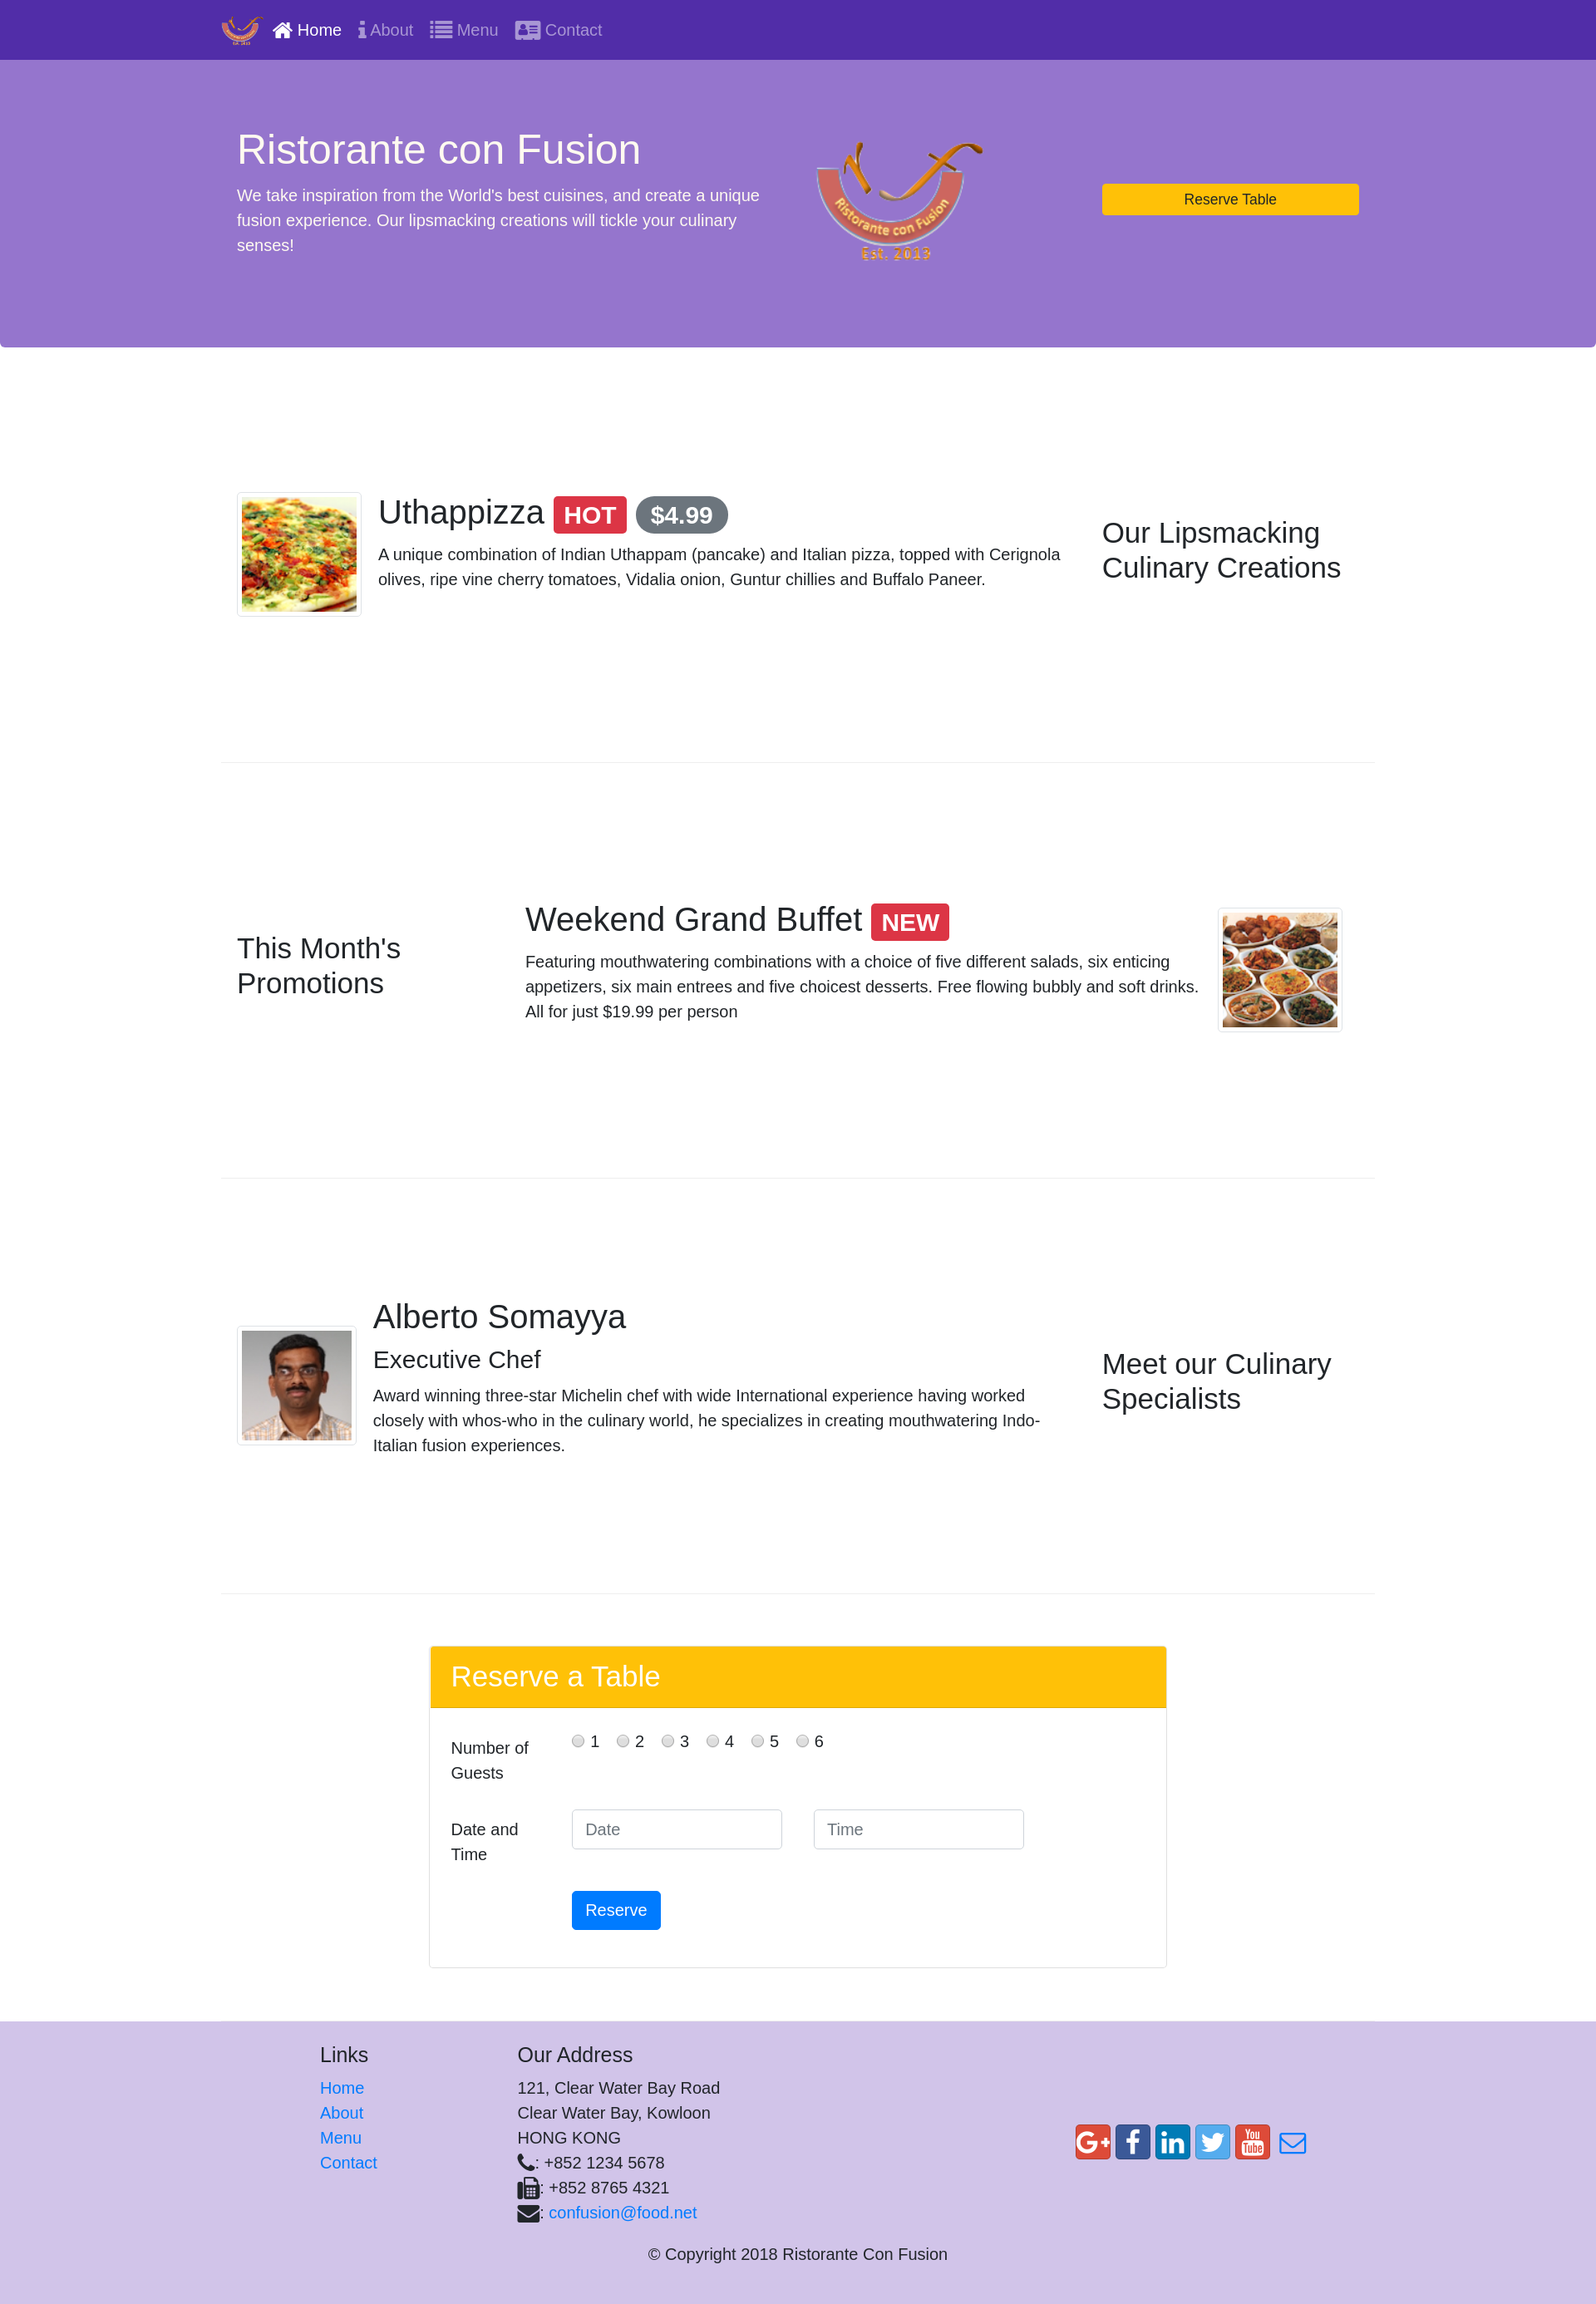 Home About Menu Contact
Ristorante con Fusion
We take inspiration from the World's best cuisines, and create a unique
fusion experience. Our lipsmacking creations will tickle your culinary
senses!
Ristorante con Fusion
Est. 2013
Reserve Table
Uthappizza HOT $4.99
A unique combination of Indian Uthappam (pancake) and Italian pizza, topped with Cerignola
olives, ripe vine cherry tomatoes, Vidalia onion, Guntur chillies and Buffalo Paneer.
Our Lipsmacking
Culinary Creations
This Month's
Promotions
Weekend Grand Buffet NEW
Featuring mouthwatering combinations with a choice of five different salads, six enticing
appetizers, six main entrees and five choicest desserts. Free flowing bubbly and soft drinks.
All for just $19.99 per person
Alberto Somayya
Executive Chef
Award winning three-star Michelin chef with wide International experience having worked
closely with whos-who in the culinary world, he specializes in creating mouthwatering Indo-
Italian fusion experiences.
Meet our Culinary
Specialists
Reserve a Table
Number of
Guests
1 2 3 4 5 6
Date and
Time
Date
Time
Reserve
Links
Home
About
Menu
Contact
Our Address
121, Clear Water Bay Road
Clear Water Bay, Kowloon
HONG KONG
: +852 1234 5678
: +852 8765 4321
: confusion@food.net
G+ f in You Tube
© Copyright 2018 Ristorante Con Fusion